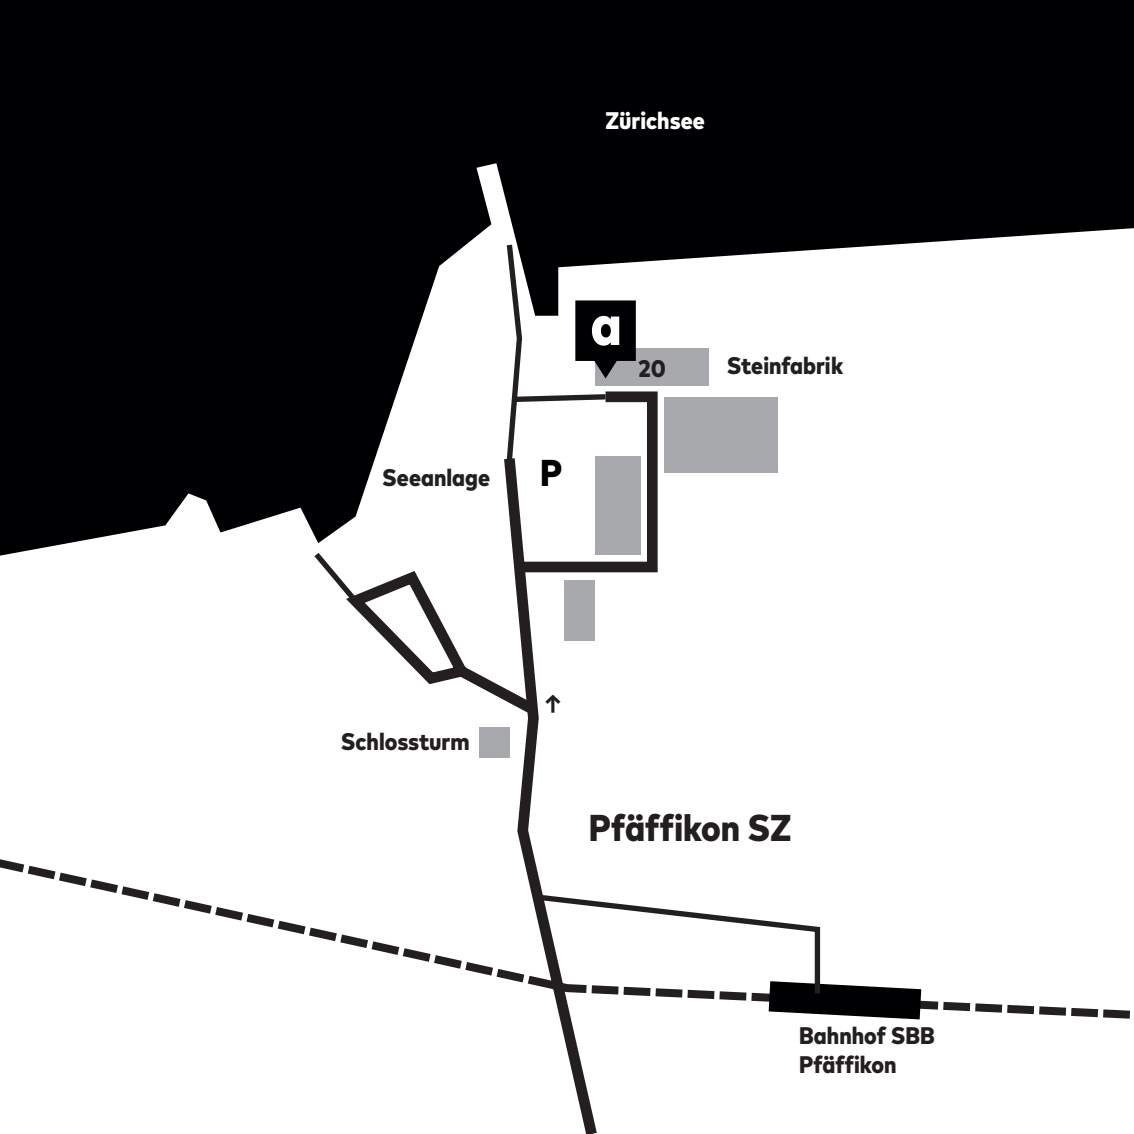 Zürichsee
a
20
Steinfabrik
Seeanlage
P
Schlossturm
Pfäffikon SZ
Bahnhof SBB
Pfäffikon